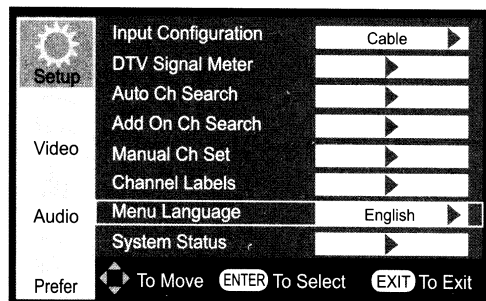 Setup
Video
Audio
Prefer
Input Configuration Cable
DTV Signal Meter
Auto Ch Search
Add On Ch Search
Manual Ch Set
Channel Labels
Menu Language English
System Status
To Move ENTER To Select EXIT To Exit